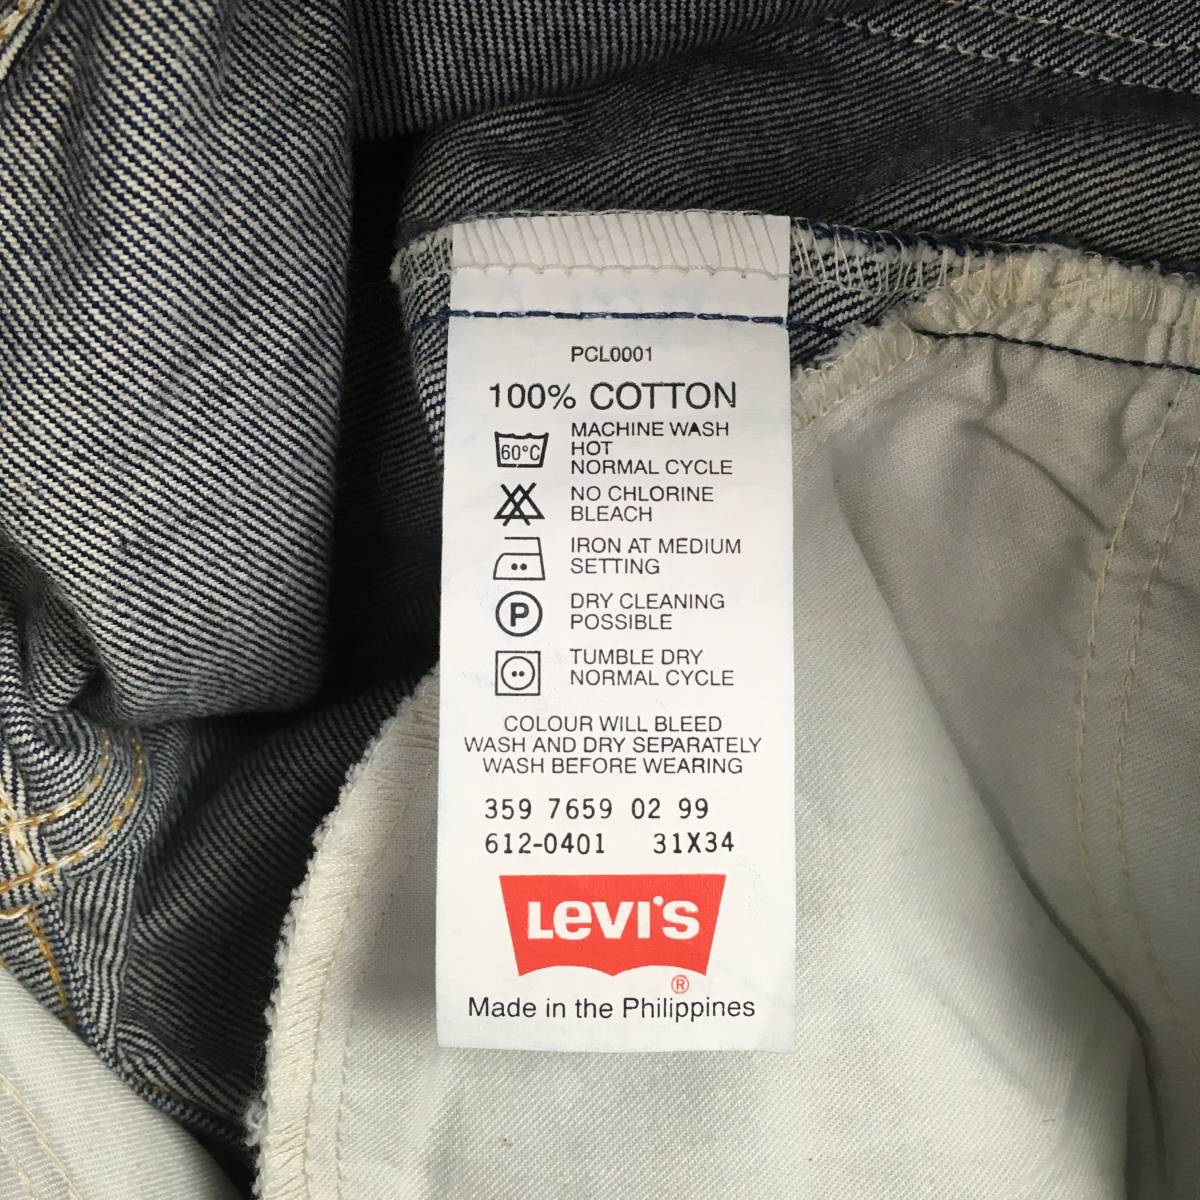 PCL0001
100% COTTON
60°C
MACHINE WASH
HOT
NORMAL CYCLE
NO CHLORINE
BLEACH
IRON AT MEDIUM
SETTING
P
DRY CLEANING
POSSIBLE
TUMBLE DRY
NORMAL CYCLE
COLOUR WILL BLEED
WASH AND DRY SEPARATELY
WASH BEFORE WEARING
359 7659 02 99
612-0401 31X34
Levi's
®
Made in the Philippines